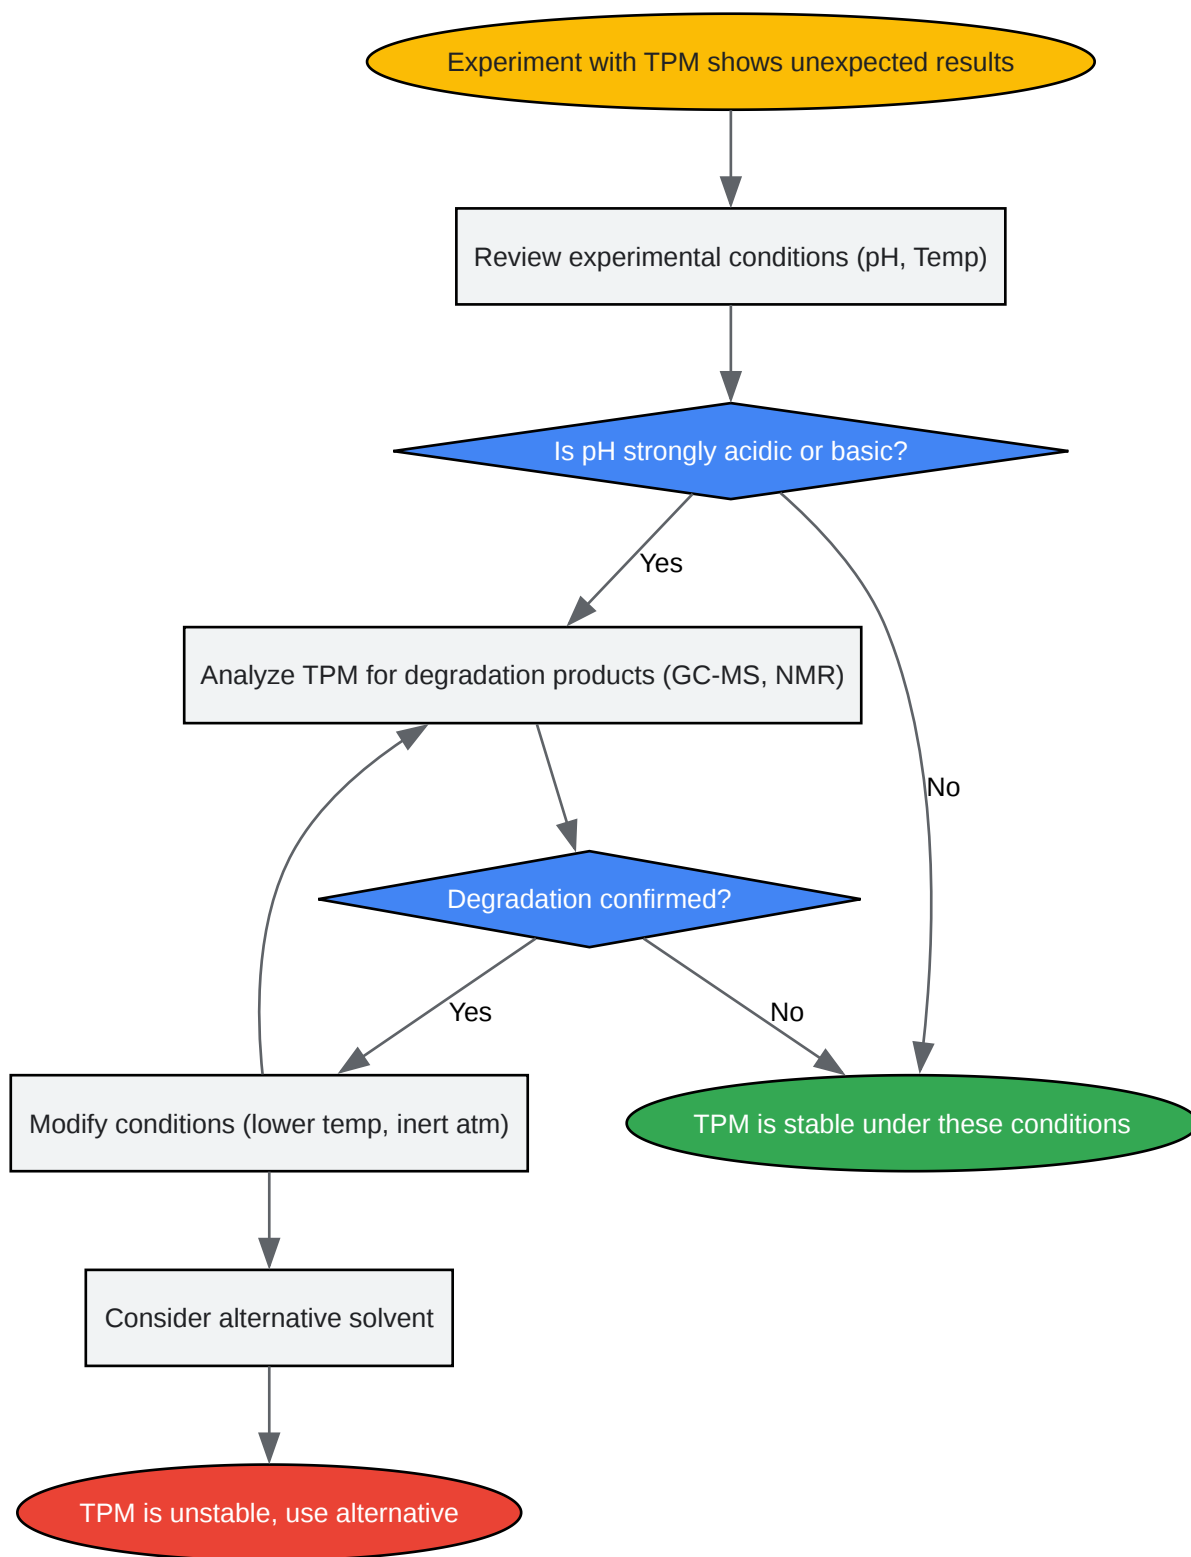 Experiment with TPM shows unexpected results
Review experimental conditions (pH, Temp)
Is pH strongly acidic or basic?
Yes
Analyze TPM for degradation products (GC-MS, NMR)
No
Degradation confirmed?
Yes
No
Modify conditions (lower temp, inert atm)
TPM is stable under these conditions
Consider alternative solvent
TPM is unstable, use alternative